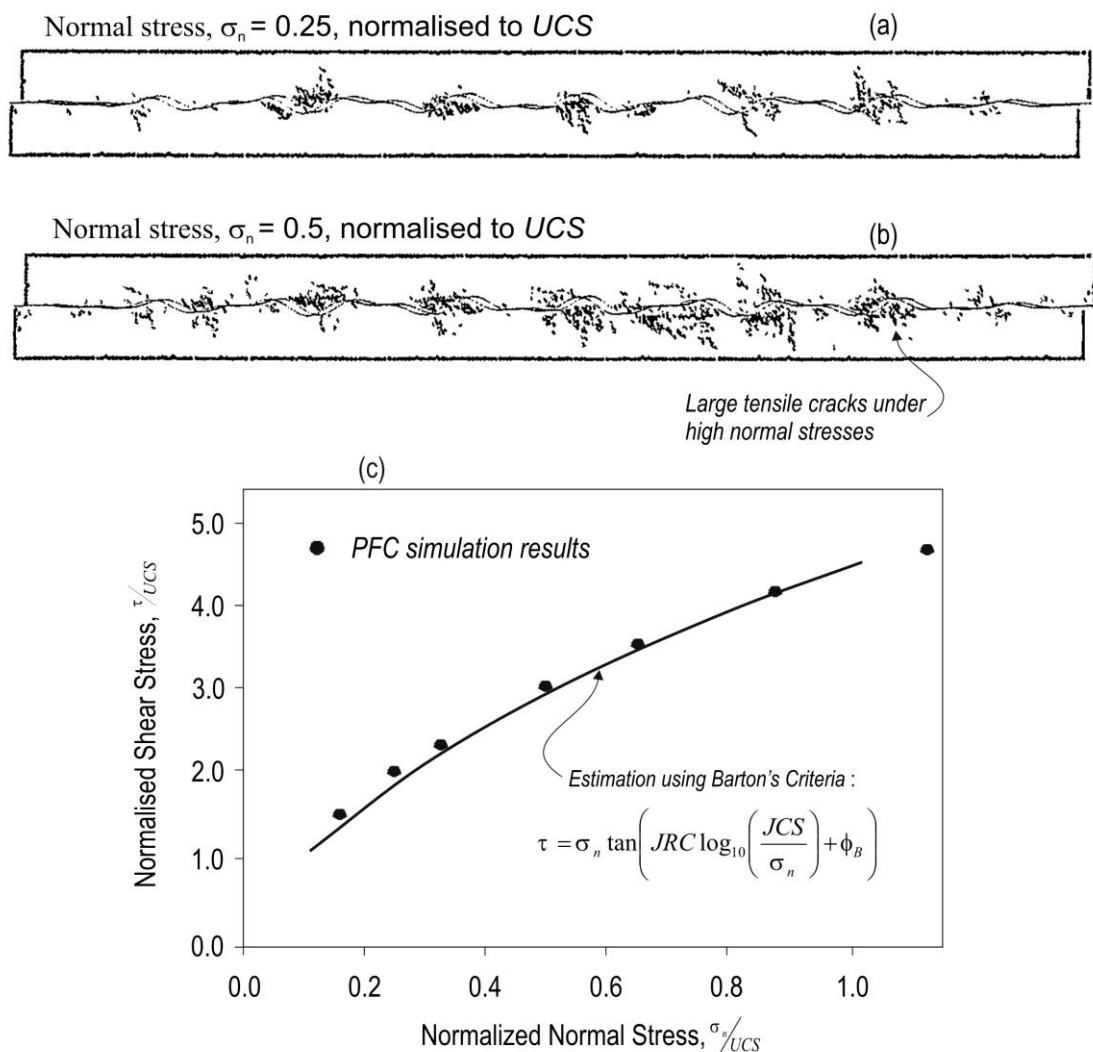 Normal stress, σₙ = 0.25, normalised to UCS
(a)
Normal stress, σₙ = 0.5, normalised to UCS
(b)
Large tensile cracks under
high normal stresses
(c)
5.0
4.0
3.0
2.0
1.0
0.0
Normalised Shear Stress, τ/UCS
PFC simulation results
Estimation using Barton's Criteria :
τ = σₙ tan( JRC log₁₀( JCS / σₙ ) + ϕ_B )
0.0 0.2 0.4 0.6 0.8 1.0
Normalized Normal Stress, σₙ/UCS